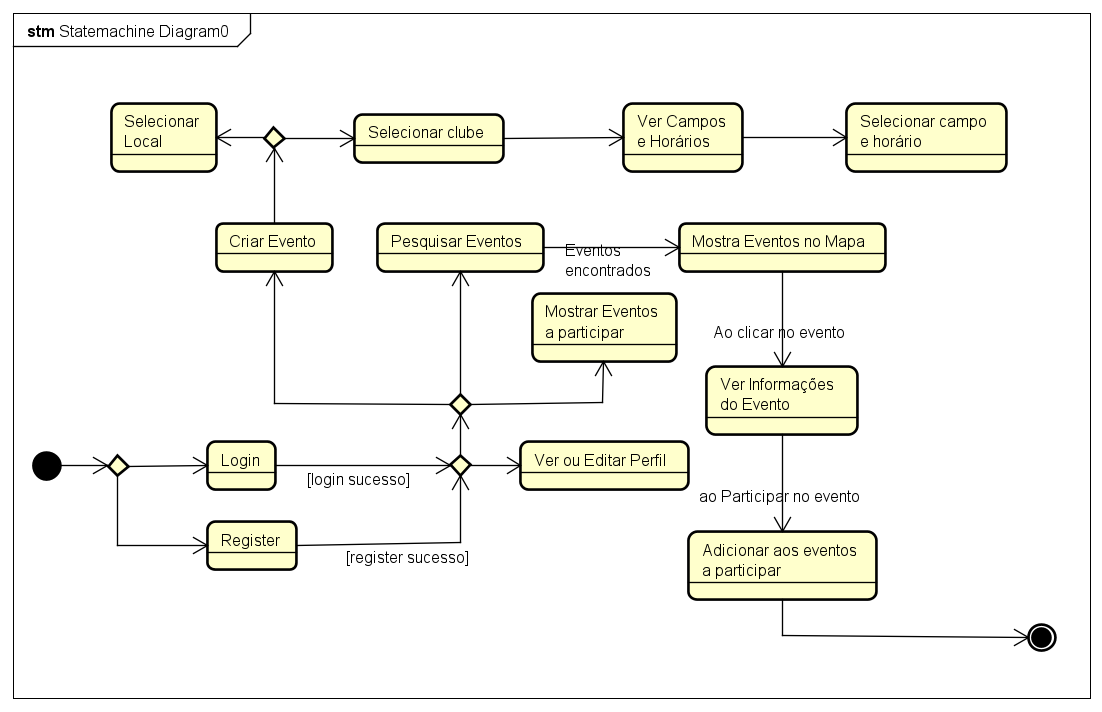 stm Statemachine Diagram0
Selecionar
Local
Selecionar clube
Ver Campos
e Horários
Selecionar campo
e horário
Criar Evento
Pesquisar Eventos
Eventos
encontrados
Mostra Eventos no Mapa
Mostrar Eventos
a participar
Ao clicar no evento
Ver Informações
do Evento
Login
[login sucesso]
Ver ou Editar Perfil
ao Participar no evento
Register
[register sucesso]
Adicionar aos eventos
a participar